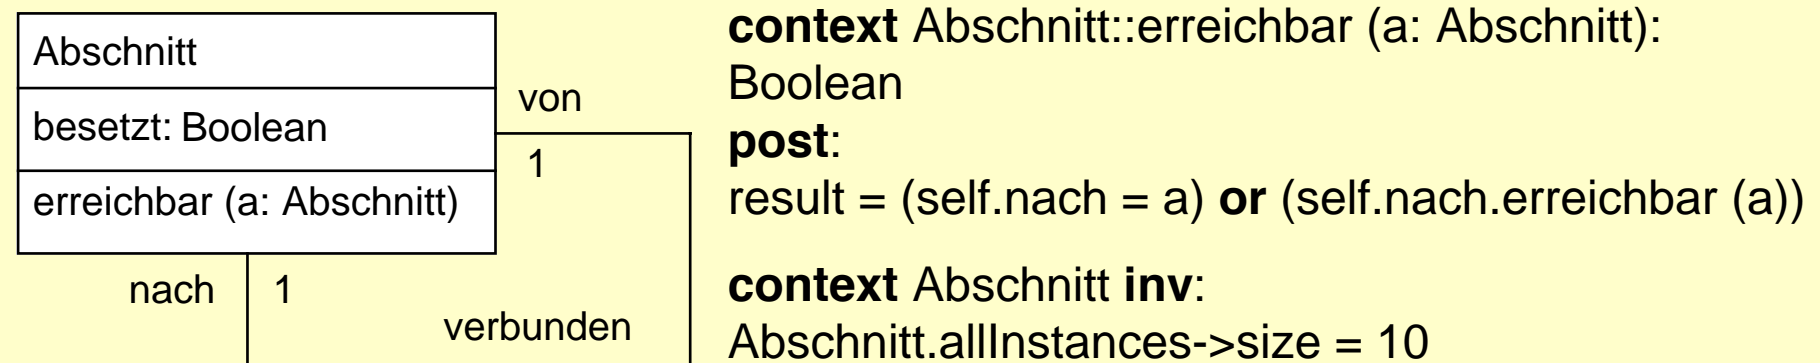 Abschnitt
besetzt: Boolean
erreichbar (a: Abschnitt)
von
1
nach
1
verbunden
context Abschnitt::erreichbar (a: Abschnitt):
Boolean
post:
result = (self.nach = a) or (self.nach.erreichbar (a))
context Abschnitt inv:
Abschnitt.allInstances->size = 10